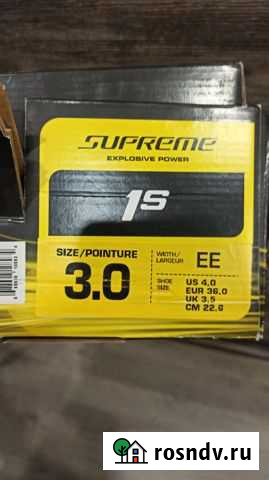 SUPREME
EXPLOSIVE POWER
1S
SIZE/POINTURE
3.0
WIDTH/
LARGEUR
EE
SHOE
SIZE
US 4.0
EUR 36.0
UK 3.5
CM 22.6
rosndv.ru